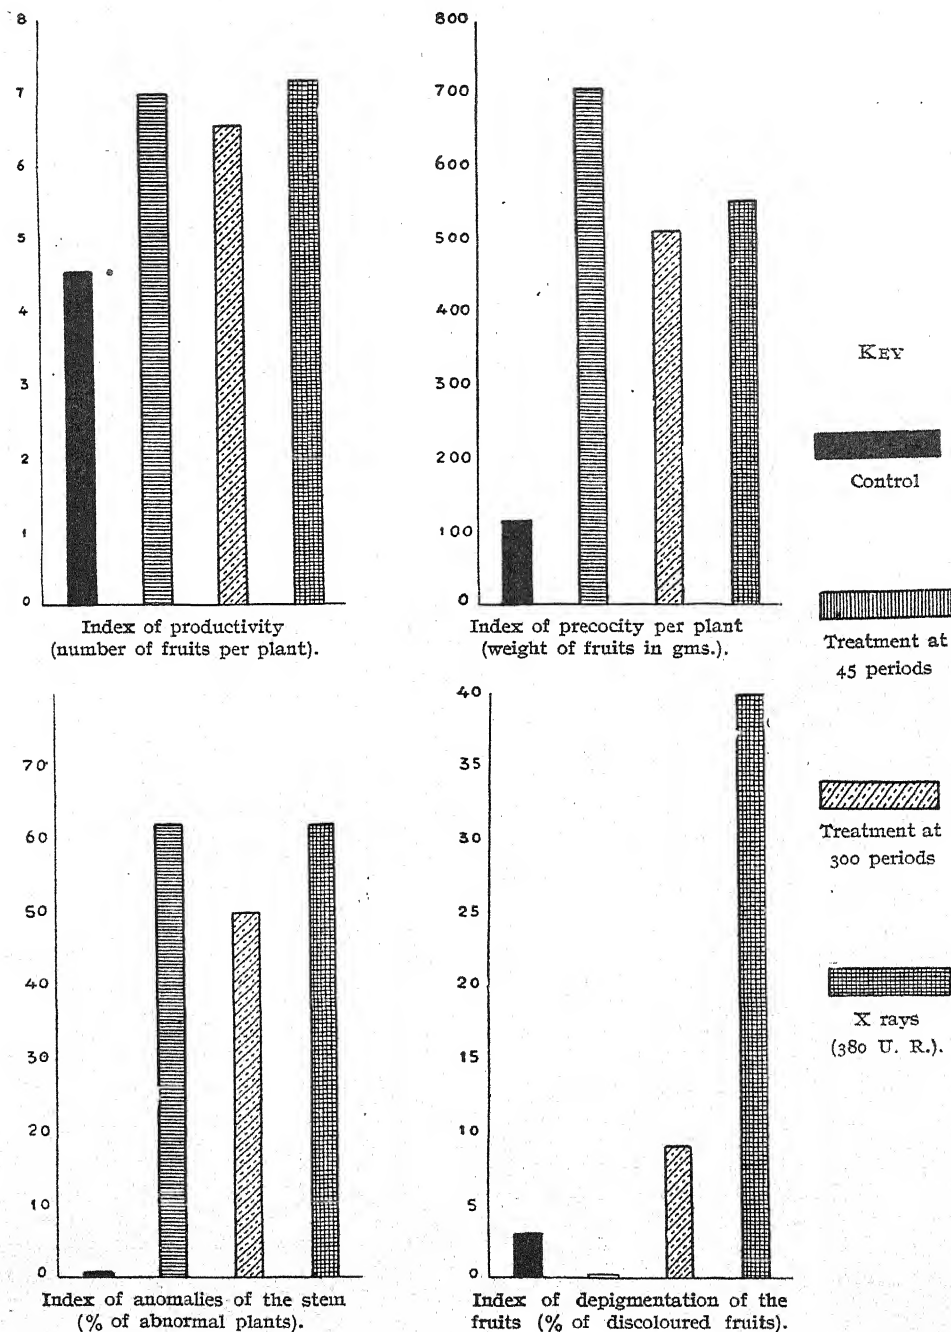 8
7
6
5
4
3
2
1
0
Index of productivity
(number of fruits per plant).
800
700
600
500
400
300
200
100
0
Index of precocity per plant
(weight of fruits in gms.).
KEY
Control
Treatment at
45 periods
Treatment at
300 periods
X rays
(380 U. R.).
70
60
50
40
30
20
10
0
Index of anomalies of the stem
(% of abnormal plants).
40
35
30
25
20
15
10
5
0
Index of depigmentation of the
fruits (% of discoloured fruits).